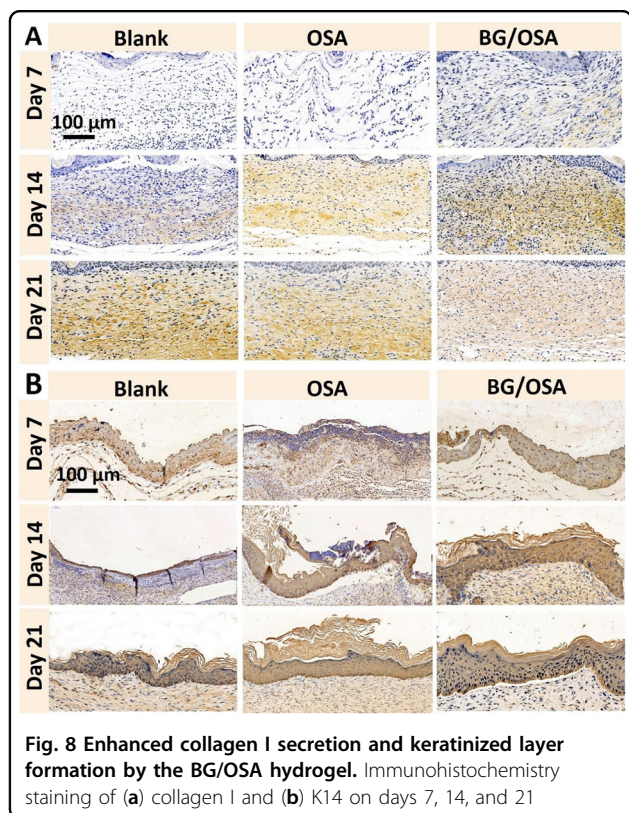 A
Blank OSA BG/OSA
Day 7
100 μm
Day 14
Day 21
B
Blank OSA BG/OSA
Day 7
100 μm
Day 14
Day 21
Fig. 8 Enhanced collagen I secretion and keratinized layer
formation by the BG/OSA hydrogel. Immunohistochemistry
staining of (a) collagen I and (b) K14 on days 7, 14, and 21